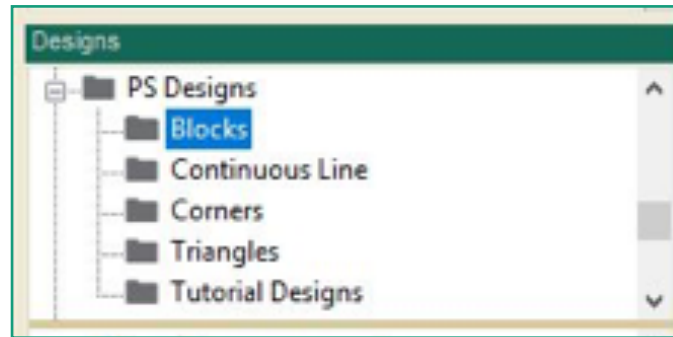 Designs
PS Designs
Blocks
Continuous Line
Corners
Triangles
Tutorial Designs